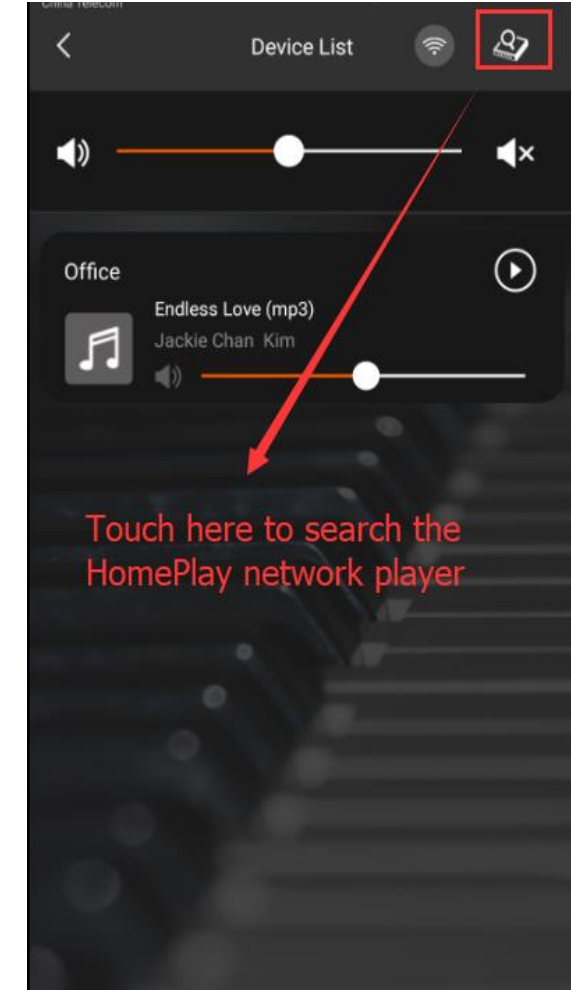 China Telecom
Device List
Office
Endless Love (mp3)
Jackie Chan Kim
Touch here to search the
HomePlay network player